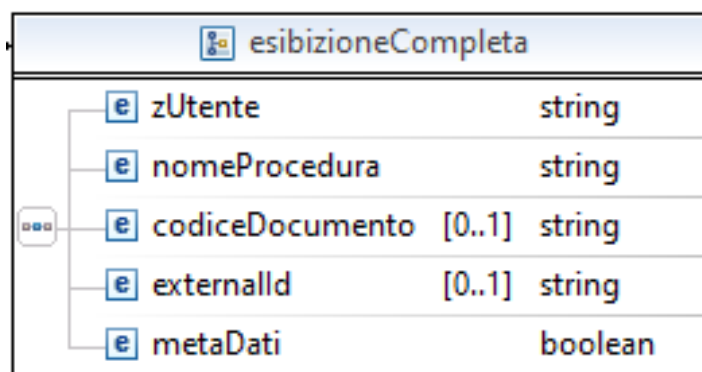 esibizioneCompleta
e zUtente string
e nomeProcedura string
e codiceDocumento [0..1] string
e externalId [0..1] string
e metaDati boolean